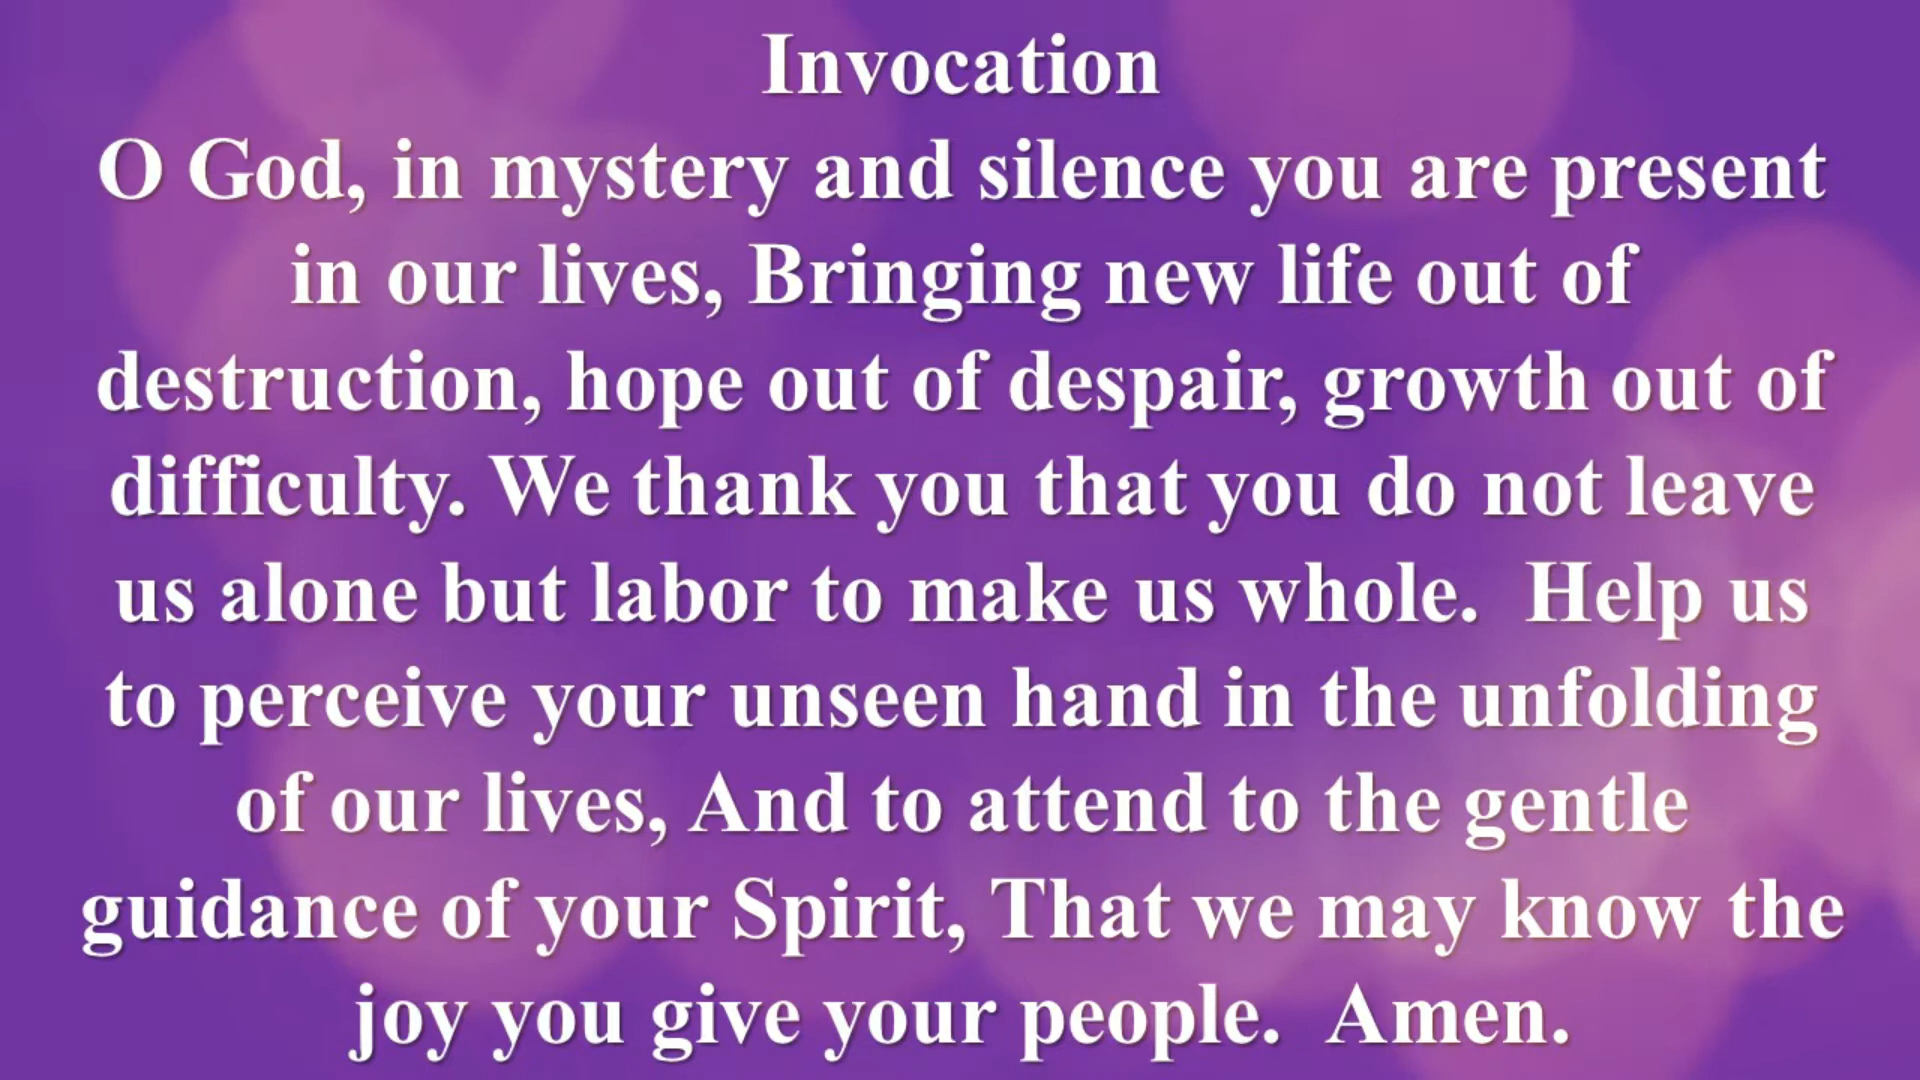 Invocation
O God, in mystery and silence you are present
in our lives, Bringing new life out of
destruction, hope out of despair, growth out of
difficulty. We thank you that you do not leave
us alone but labor to make us whole.  Help us
to perceive your unseen hand in the unfolding
of our lives, And to attend to the gentle
guidance of your Spirit, That we may know the
joy you give your people.  Amen.